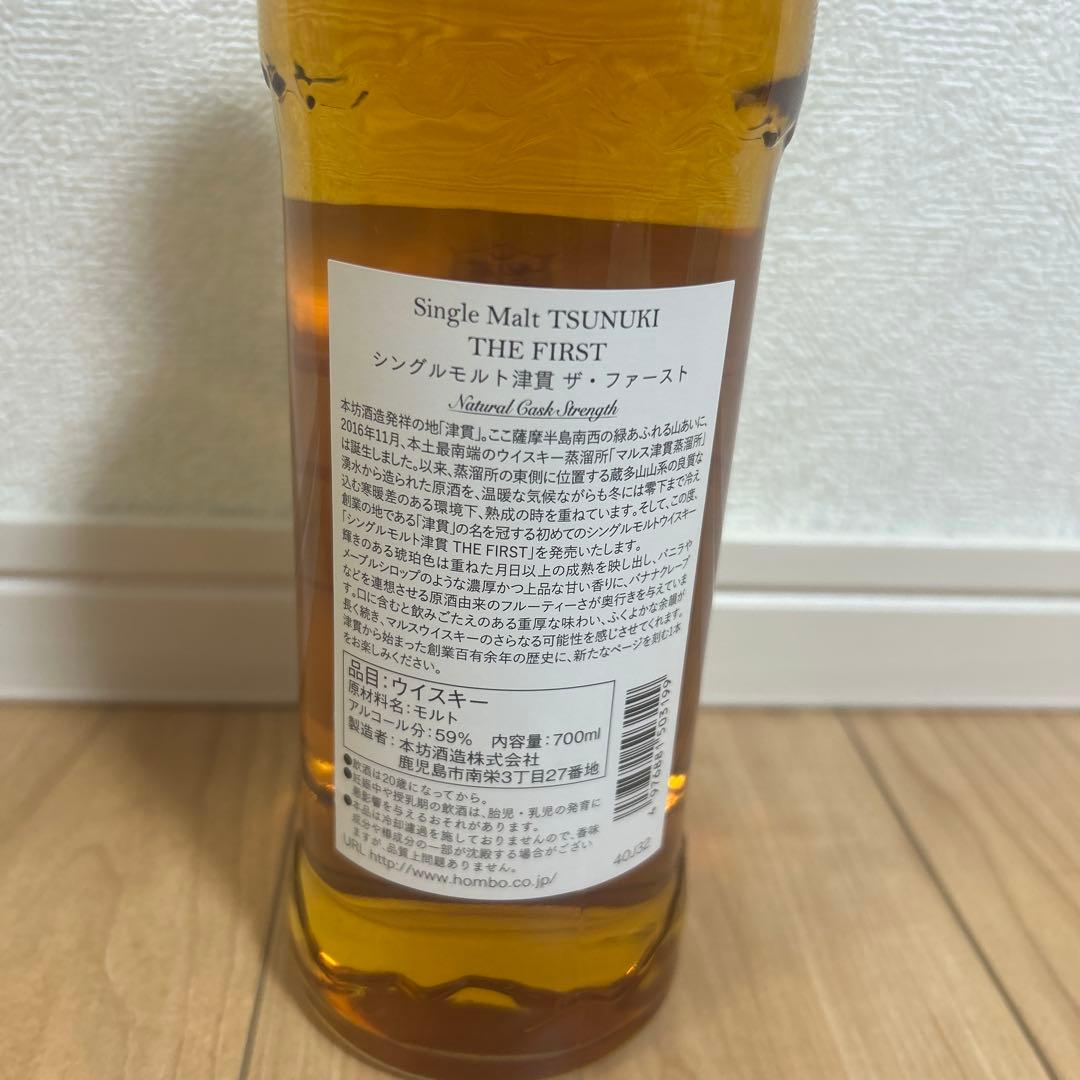 Single Malt TSUNUKI
THE FIRST
シングルモルト津貫 ザ・ファースト
Natural Cask Strength
本坊酒造発祥の地「津貫」。ここ薩摩半島南西の緑あふれる山あいに、
2016年11月、本土最南端のウイスキー蒸溜所「マルス津貫蒸溜所」
は誕生しました。以来、蒸溜所の東側に位置する蔵多山山系の良質な
湧水から造られた原酒を、温暖な気候ながらも冬には零下まで冷え
込む寒暖差のある環境下、熟成の時を重ねています。そして、この度、
創業の地である「津貫」の名を冠する初めてのシングルモルトウイスキー
「シングルモルト津貫 THE FIRST」を発売いたします。
輝きのある琥珀色は重ねた月日以上の成熟を映し出し、バニラや
メープルシロップのような濃厚かつ上品な甘い香りに、バナナクレープ
などを連想させる原酒由来のフルーティーさが奥行きを与えていま
す。口に含むと飲みごたえのある重厚な味わい、ふくよかな余韻が
長く続き、マルスウイスキーのさらなる可能性を感じさせてくれます。
津貫から始まった創業百有余年の歴史に、新たなページを刻む1本
をお楽しみください。
品目：ウイスキー
原材料名：モルト
アルコール分：59% 内容量：700ml
製造者：本坊酒造株式会社
鹿児島市南栄3丁目27番地
●飲酒は20歳になってから。
●妊娠中や授乳期の飲酒は、胎児・乳児の発育に
悪影響を与えるおそれがあります。
●本品は冷却濾過を施しておりませんので、香味
成分や樽成分の一部が沈殿する場合がござい
ますが、品質上問題ありません。
URL http://www.hombo.co.jp/
40J32
4 976881 503199